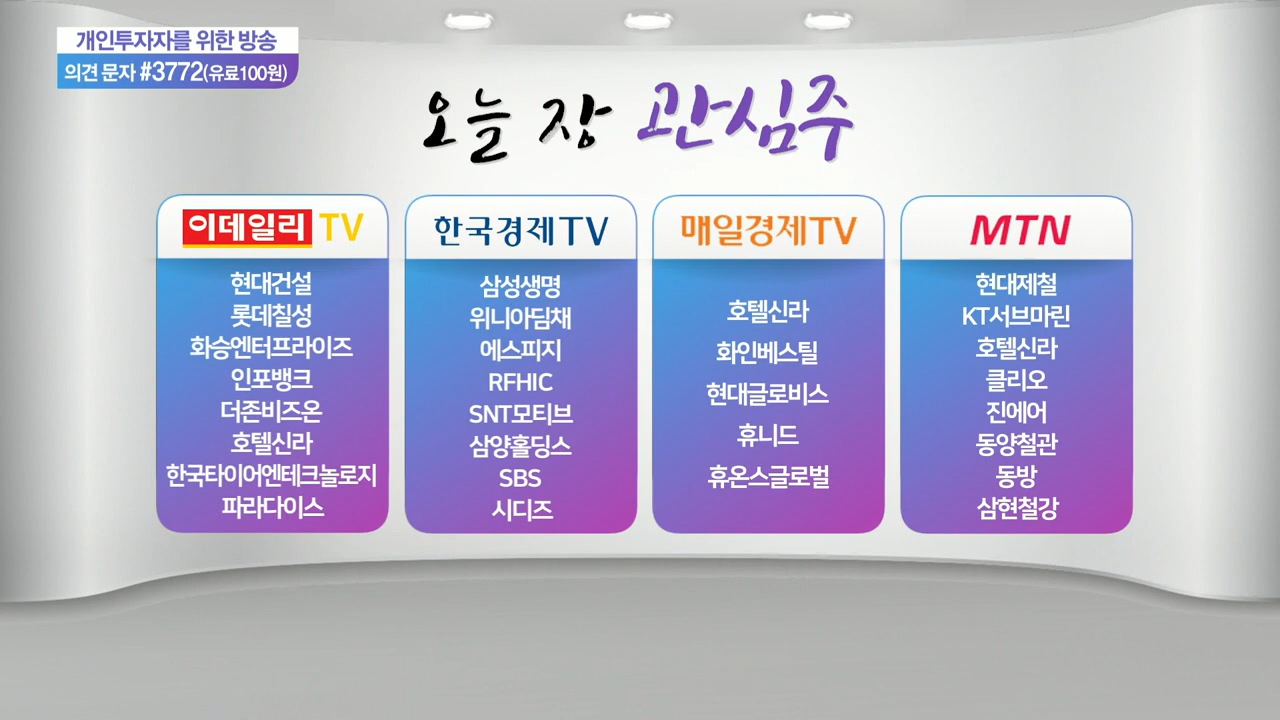 개인투자자를 위한 방송
의견 문자 #3772(유료100원)
오늘 장 관심주
이데일리 TV
현대건설
롯데칠성
화승엔터프라이즈
인포뱅크
더존비즈온
호텔신라
한국타이어엔테크놀로지
파라다이스
한국경제TV
삼성생명
위니아딤채
에스피지
RFHIC
SNT모티브
삼양홀딩스
SBS
시디즈
매일경제TV
호텔신라
화인베스틸
현대글로비스
휴니드
휴온스글로벌
MTN
현대제철
KT서브마린
호텔신라
클리오
진에어
동양철관
동방
삼현철강